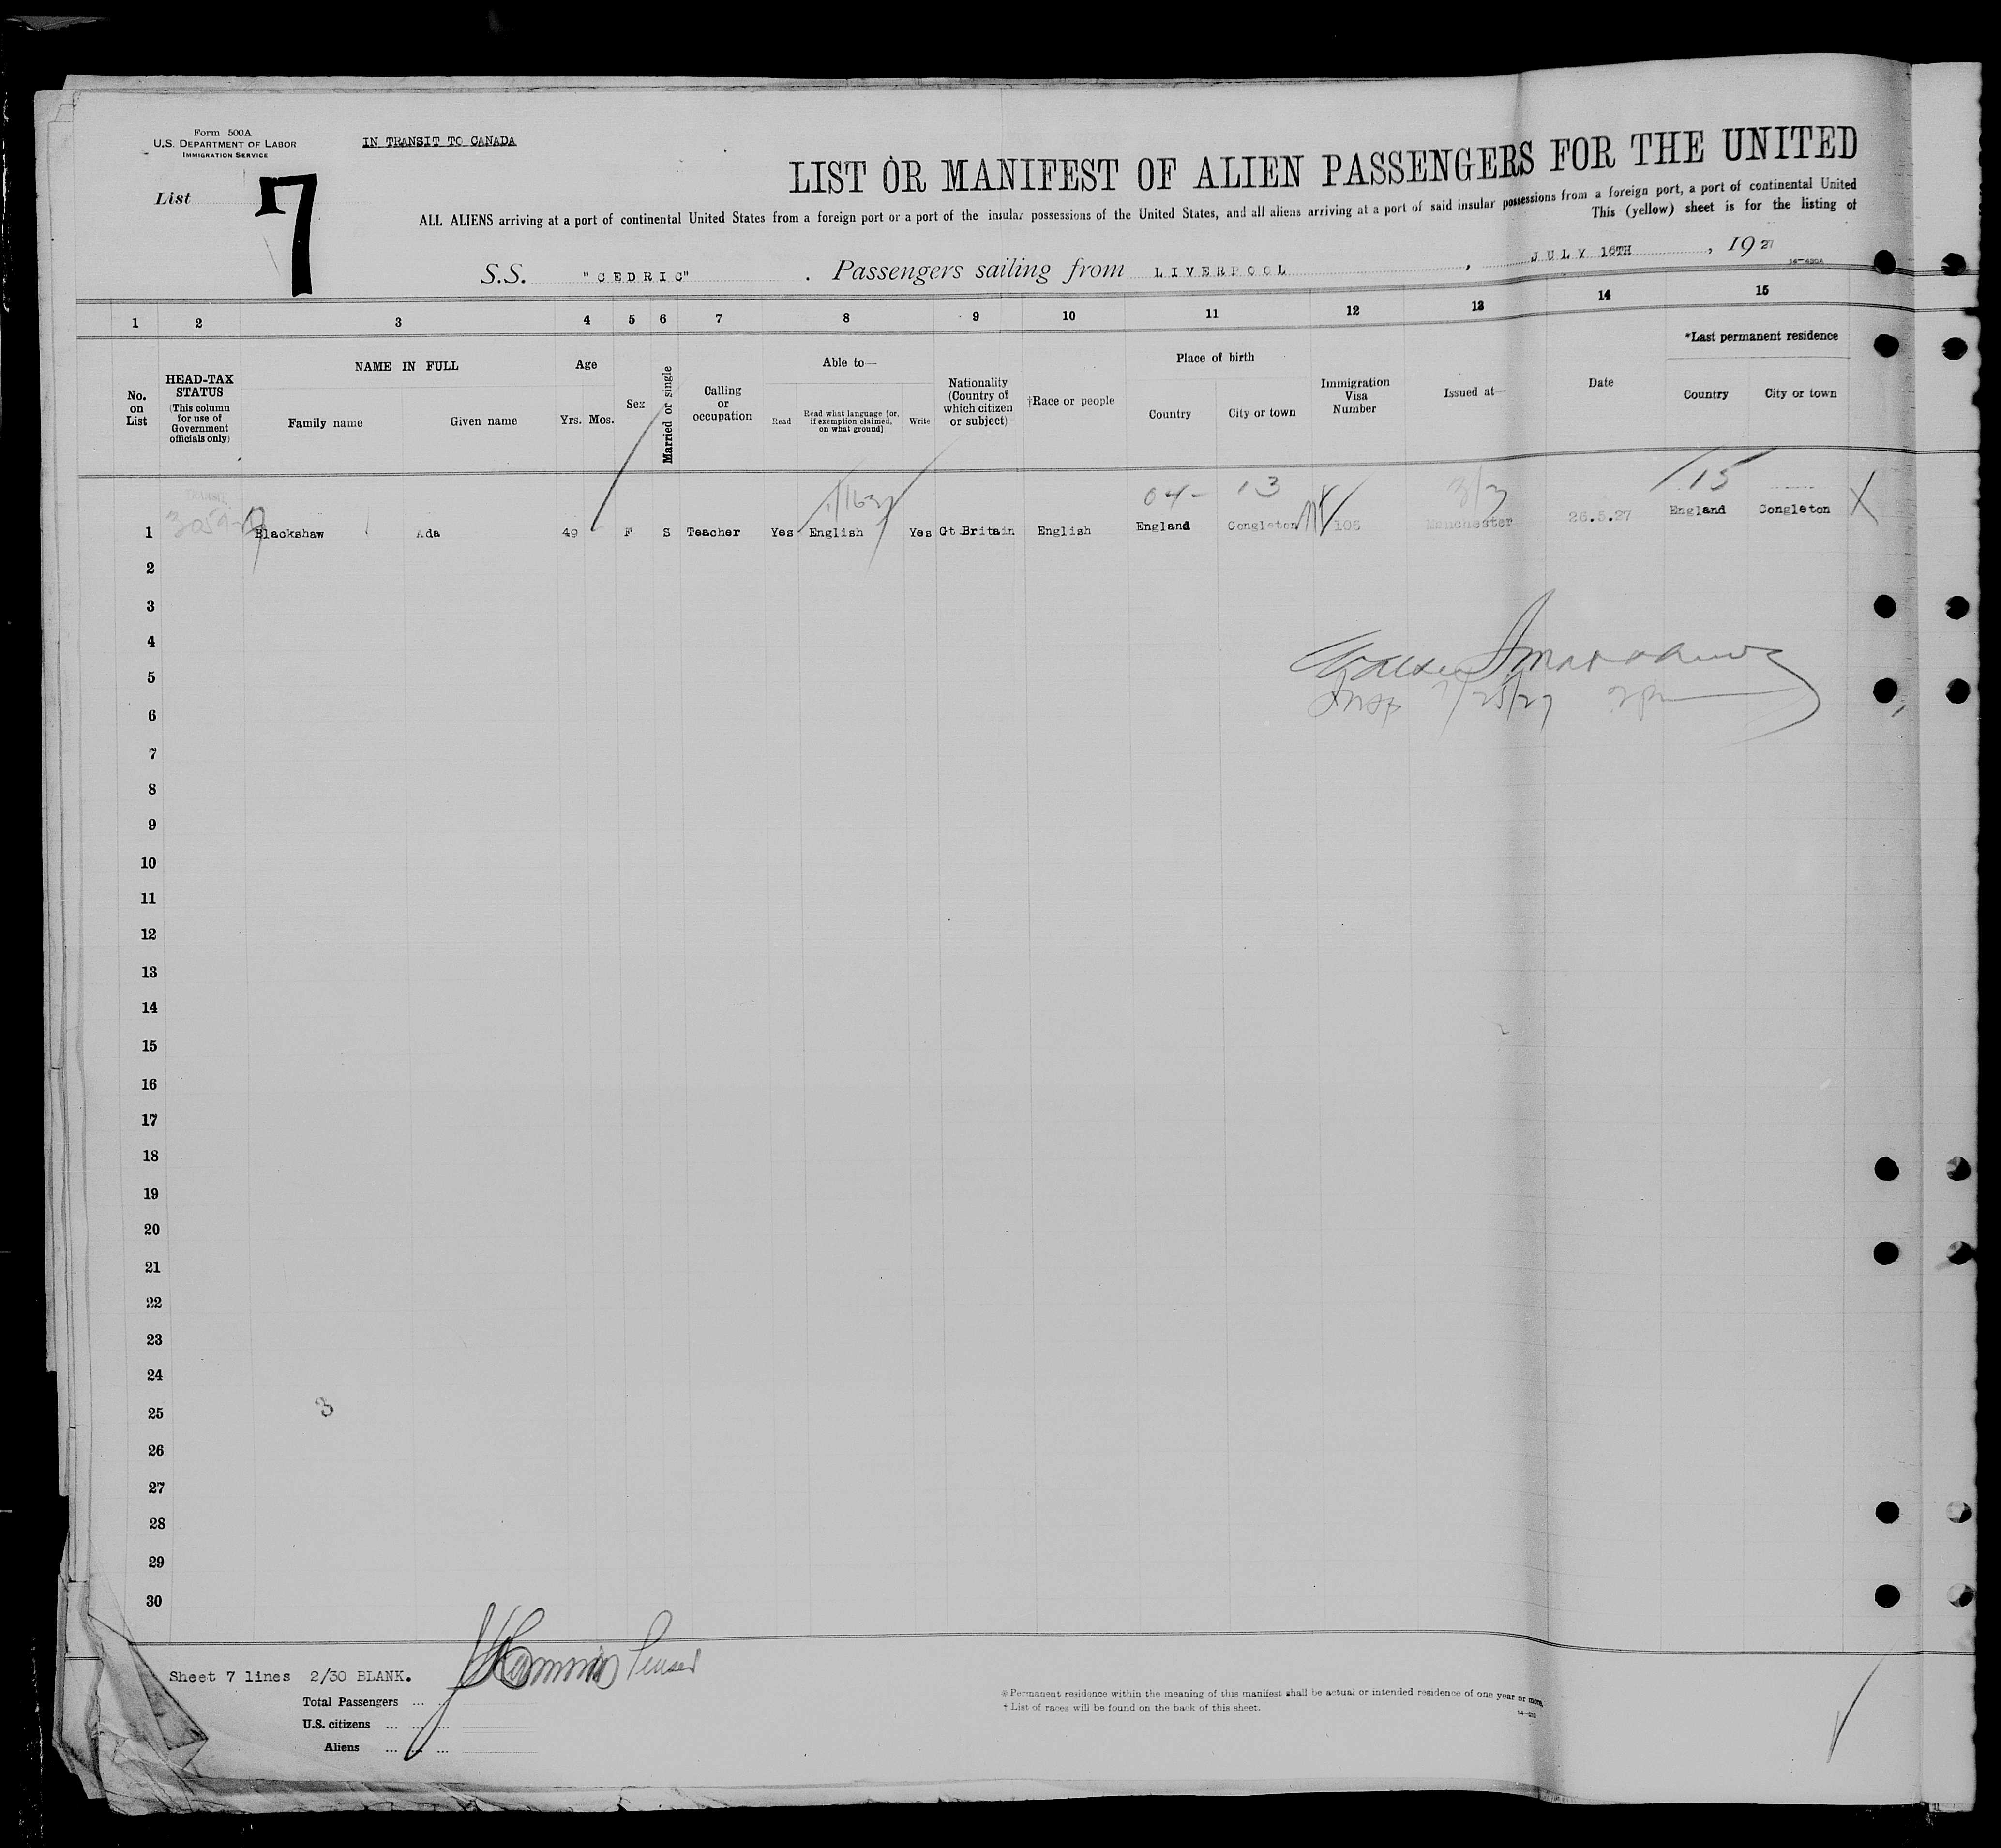 Form 500A
U.S. DEPARTMENT OF LABOR
IMMIGRATION SERVICE
IN TRANSIT TO CANADA
List 7
LIST OR MANIFEST OF ALIEN PASSENGERS FOR THE UNITED
ALL ALIENS arriving at a port of continental United States from a foreign port or a port of the insular possessions of the United States, and all aliens arriving at a port of said insular possessions from a foreign port, a port of continental United
This (yellow) sheet is for the listing of
S.S. "CEDRIC". Passengers sailing from LIVERPOOL, JULY 16TH, 1927
1 2 3 4 5 6 7 8 9 10 11 12 13 14 15
No. on List
HEAD-TAX STATUS
(This column for use of Government officials only)
NAME IN FULL
Family name Given name
Age
Yrs. Mos.
Sex
Married or single
Calling or occupation
Able to—
Read
Read what language [or, if exemption claimed, on what ground]
Write
Nationality (Country of which citizen or subject)
†Race or people
Place of birth
Country City or town
Immigration Visa Number
Issued at—
Date
*Last permanent residence
Country City or town
04- 13 3/3 15
TRANSIT
1 Blackshaw Ada 49 F S Teacher Yes English Yes Gt.Britain English England Congleton 106 Manchester 26.5.27 England Congleton X
2
3
4
5
Insp 7/25/27 2pm
6
7
8
9
10
11
12
13
14
15
16
17
18
19
20
21
22
23
24
3
25
26
27
28
29
30
Sheet 7 lines 2/30 BLANK.
Purser
Total Passengers ...
U.S. citizens ... ... ...
Aliens ... ... ...
* Permanent residence within the meaning of this manifest shall be actual or intended residence of one year or more.
† List of races will be found on the back of this sheet.